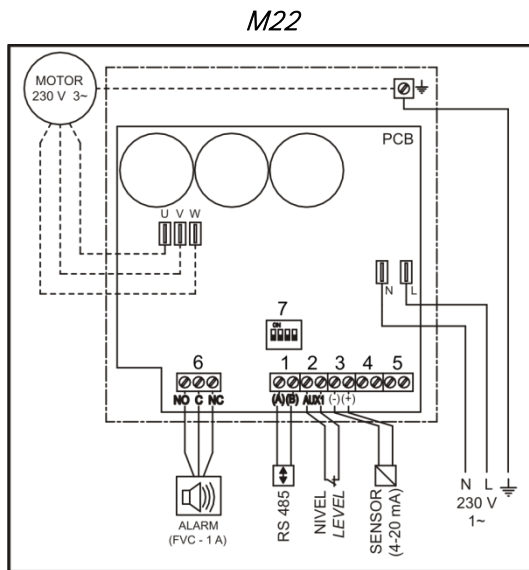 M22
MOTOR
230 V 3~
PCB
U V W
N L
7
ON
6 1 2 3 4 5
NO C NC (A) (B) AUX1 (-) (+)
ALARM
(FVC - 1 A)
RS 485
NIVEL
LEVEL
SENSOR
(4-20 mA)
N L
230 V
1~